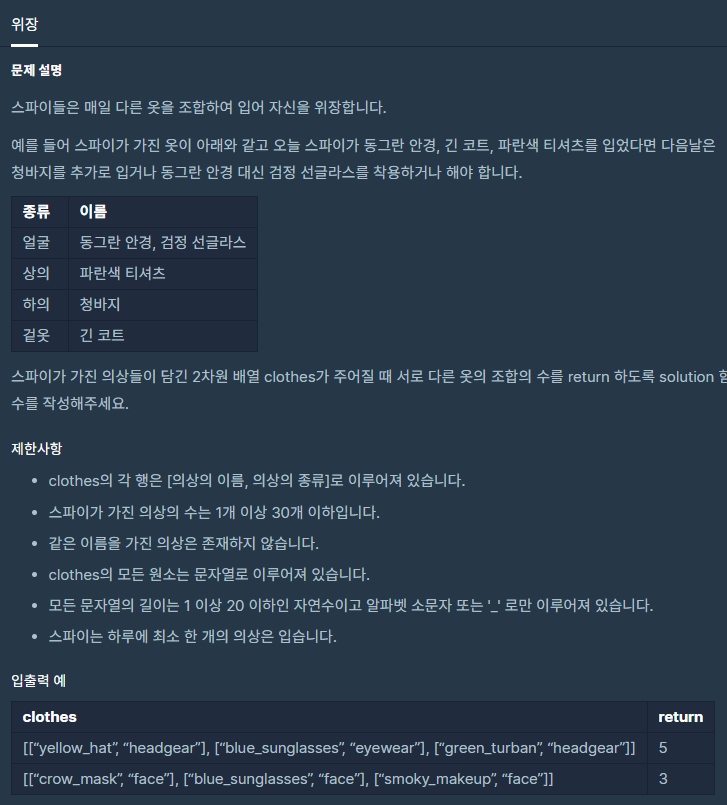 위장
문제 설명
스파이들은 매일 다른 옷을 조합하여 입어 자신을 위장합니다.
예를 들어 스파이가 가진 옷이 아래와 같고 오늘 스파이가 동그란 안경, 긴 코트, 파란색 티셔츠를 입었다면 다음날은
청바지를 추가로 입거나 동그란 안경 대신 검정 선글라스를 착용하거나 해야 합니다.
종류 이름
얼굴 동그란 안경, 검정 선글라스
상의 파란색 티셔츠
하의 청바지
겉옷 긴 코트
스파이가 가진 의상들이 담긴 2차원 배열 clothes가 주어질 때 서로 다른 옷의 조합의 수를 return 하도록 solution 함
수를 작성해주세요.
제한사항
• clothes의 각 행은 [의상의 이름, 의상의 종류]로 이루어져 있습니다.
• 스파이가 가진 의상의 수는 1개 이상 30개 이하입니다.
• 같은 이름을 가진 의상은 존재하지 않습니다.
• clothes의 모든 원소는 문자열로 이루어져 있습니다.
• 모든 문자열의 길이는 1 이상 20 이하인 자연수이고 알파벳 소문자 또는 '_' 로만 이루어져 있습니다.
• 스파이는 하루에 최소 한 개의 의상은 입습니다.
입출력 예
clothes return
[[“yellow_hat”, “headgear”], [“blue_sunglasses”, “eyewear”], [“green_turban”, “headgear”]] 5
[[“crow_mask”, “face”], [“blue_sunglasses”, “face”], [“smoky_makeup”, “face”]] 3